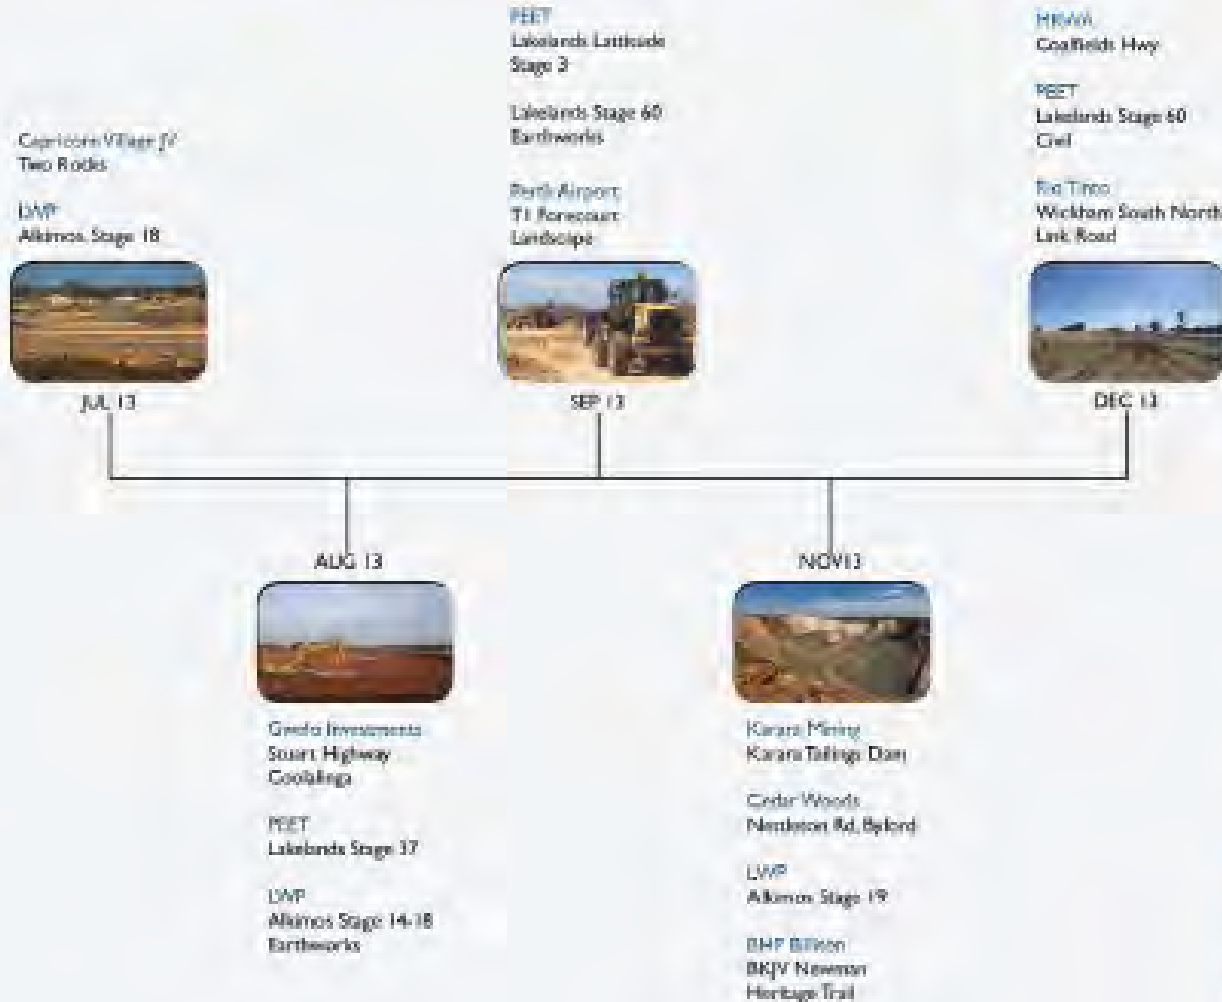 Capricorn Village JV
Two Rocks
LWP
Alkimos, Stage 18
JUL 13
PEET
Lakelands Lattitude
Stage 3
Lakelands Stage 60
Earthworks
Perth Airport
T1 Forecourt
Landscape
SEP 13
MRWA
Coalfields Hwy
PEET
Lakelands Stage 60
Civil
Rio Tinto
Wickham South North
Link Road
DEC 13
AUG 13
Investments
Stuart Highway
Coolalinga
PEET
Lakelands Stage 37
LWP
Alkimos Stage 14-18
Earthworks
NOV13
Karara Mining
Karara Tailings Dam
Cedar Woods
Nettleton Rd, Byford
LWP
Alkimos Stage 19
BHP Billiton
BKJV Newman
Heritage Trail